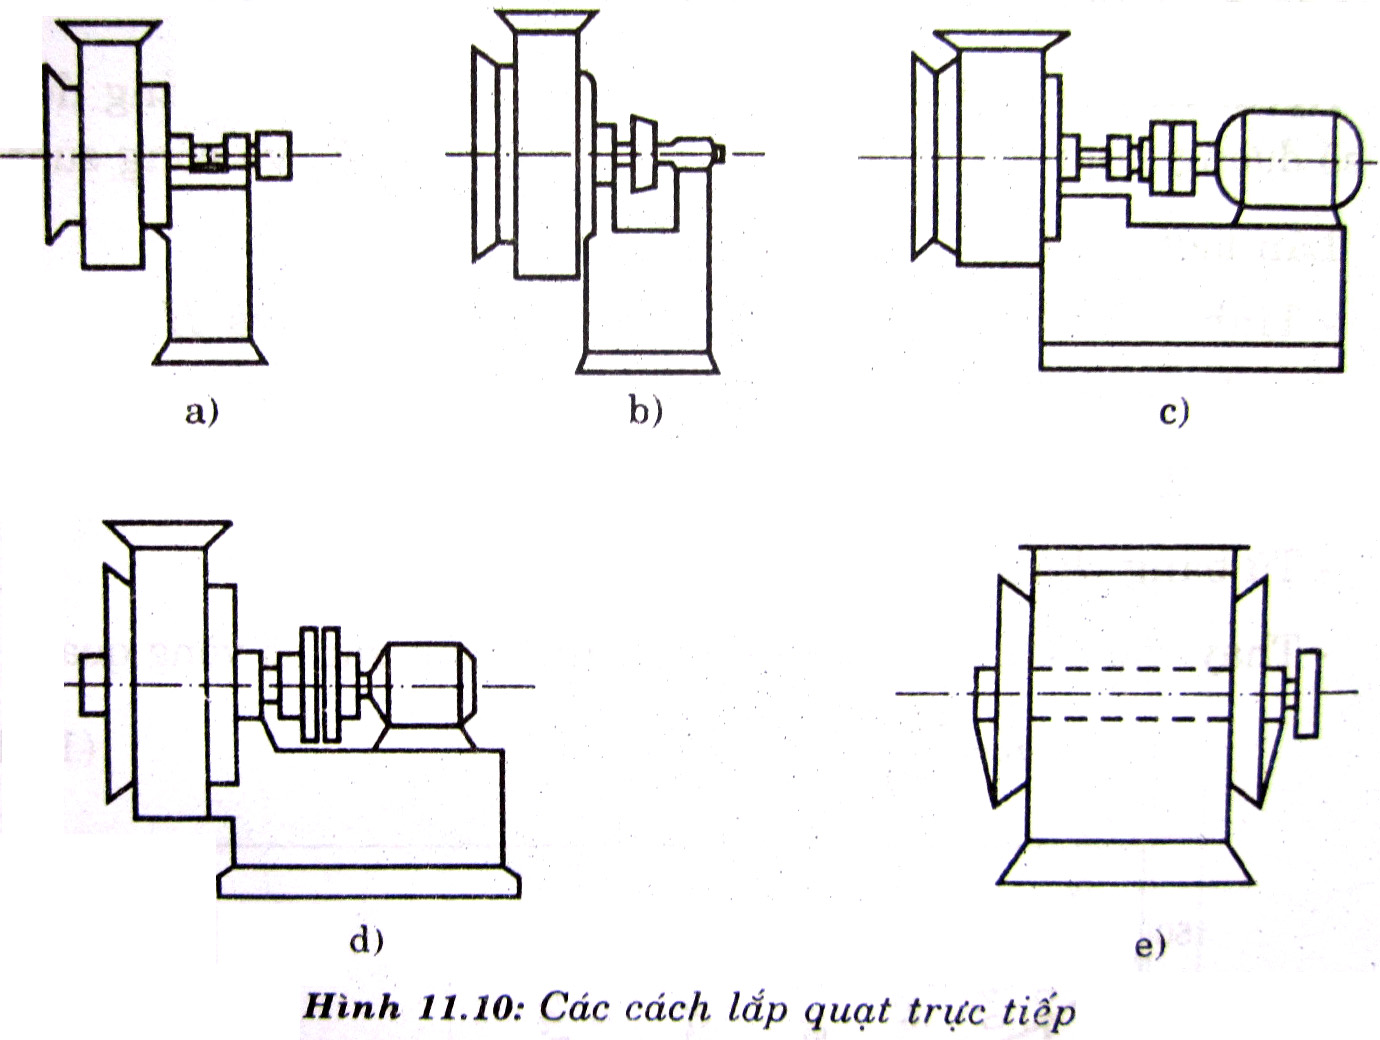 a)
b)
c)
d)
e)
Hình 11.10: Các cách lắp quạt trực tiếp